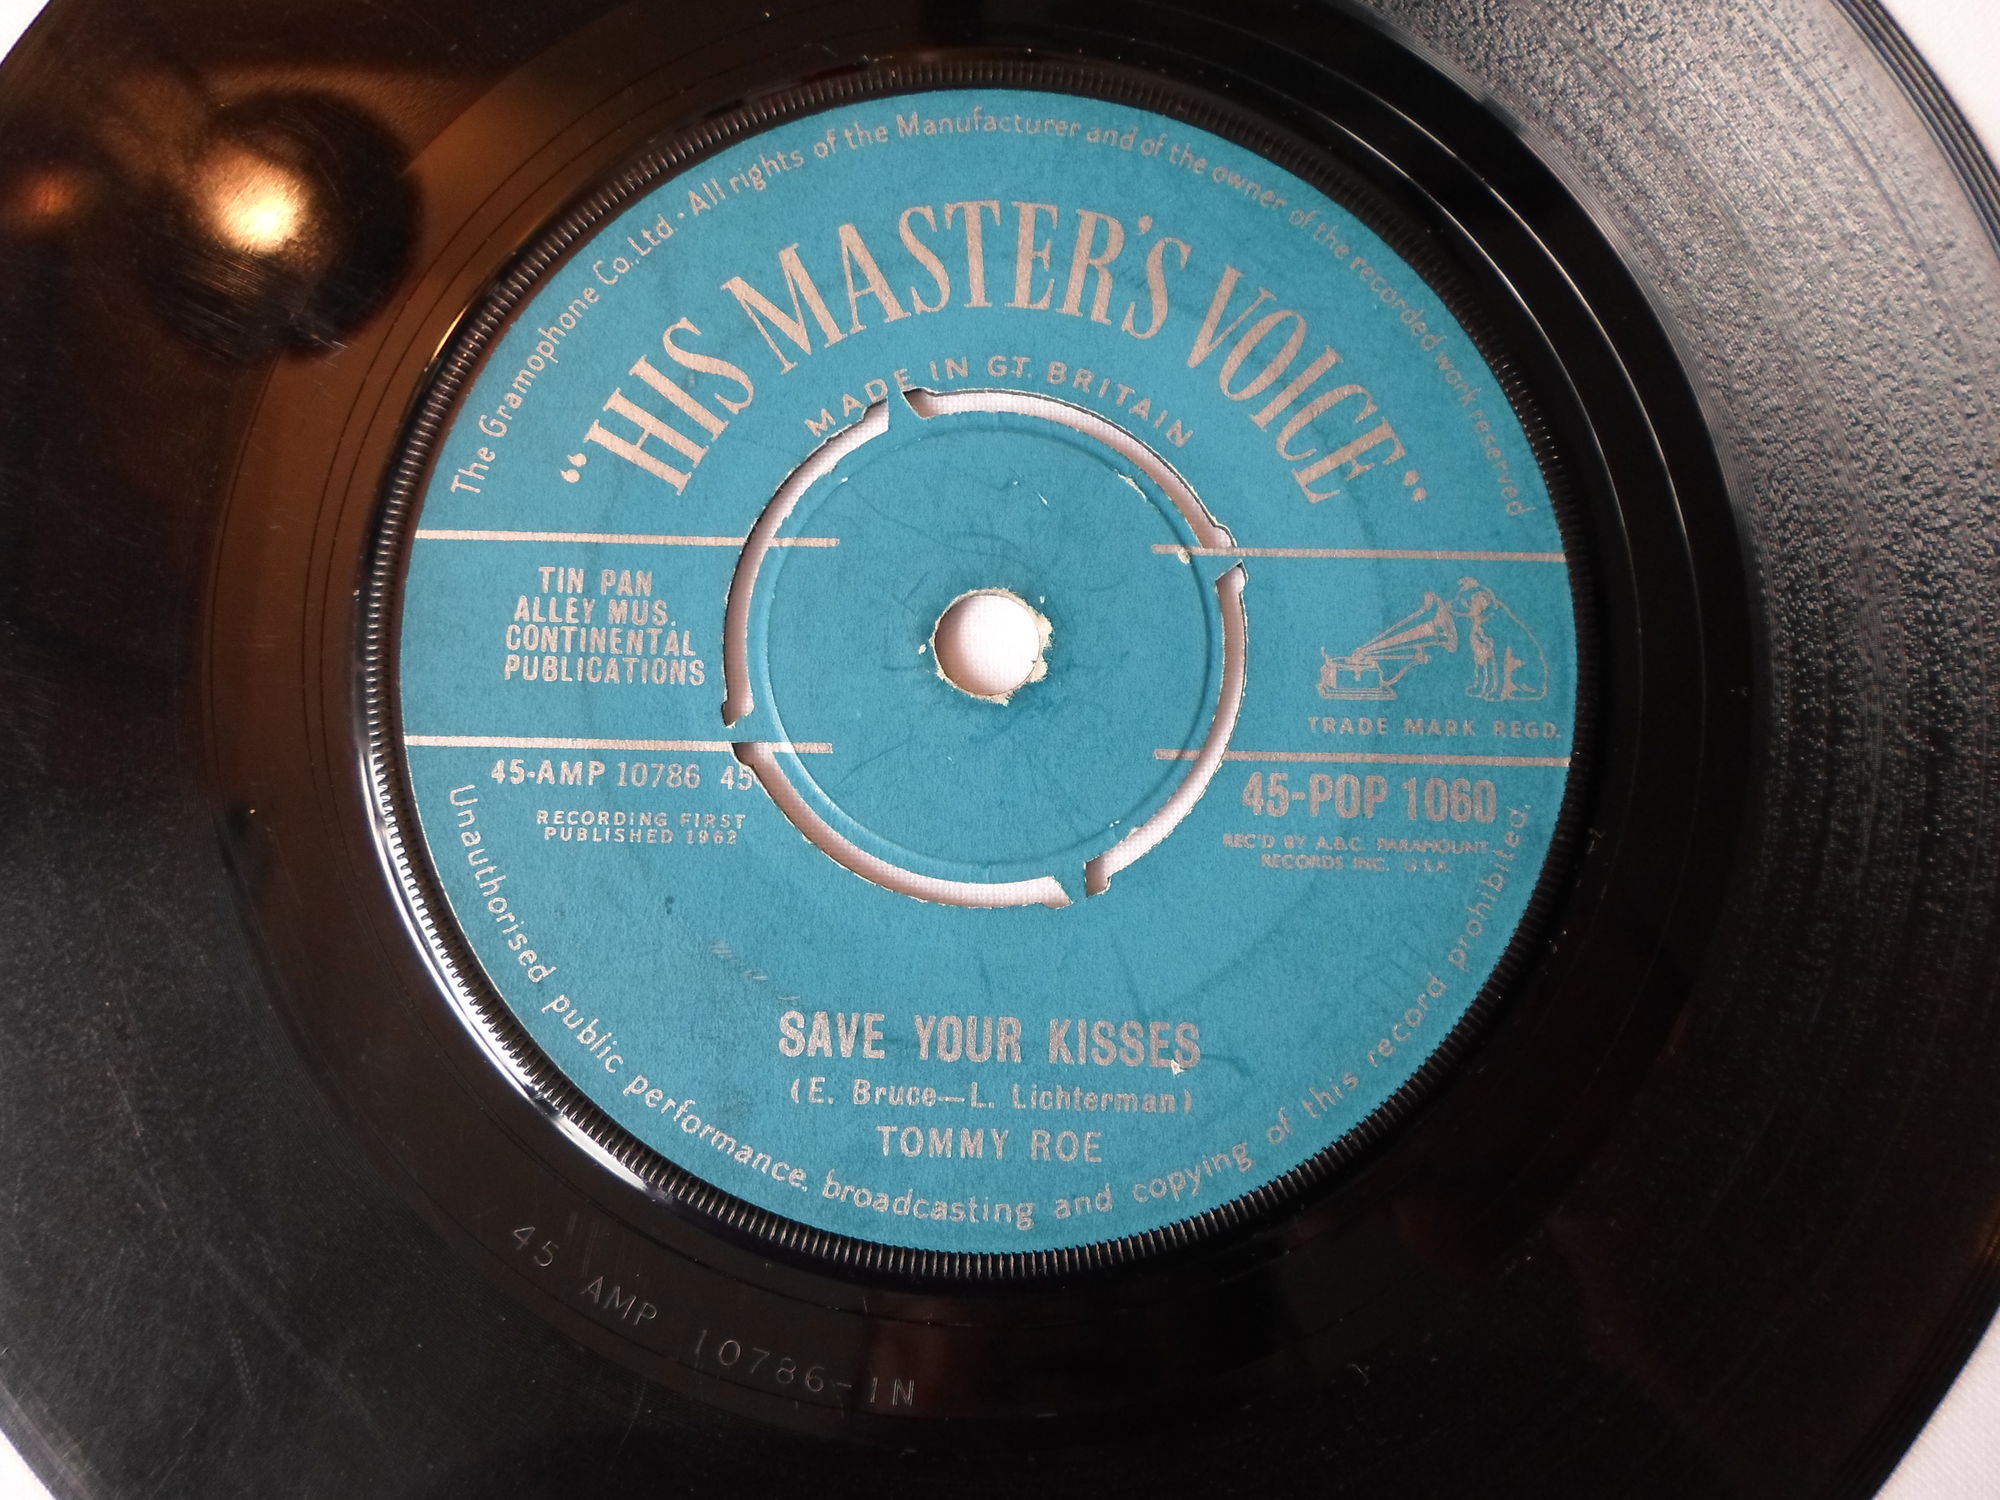 The Gramophone Co., Ltd. · All rights of the Manufacturer and of the owner of the recorded work reserved
"HIS MASTER'S VOICE"
MADE IN GT. BRITAIN
TIN PAN
ALLEY MUS.
CONTINENTAL
PUBLICATIONS
TRADE MARK REGD.
45-AMP 10786 45
RECORDING FIRST
PUBLISHED 1962
45-POP 1060
REC'D BY A.B.C. PARAMOUNT
RECORDS INC. U.S.A.
SAVE YOUR KISSES
(E. Bruce—L. Lichterman)
TOMMY ROE
Unauthorised public performance, broadcasting and copying of this record prohibited.
45 AMP 10786-1N